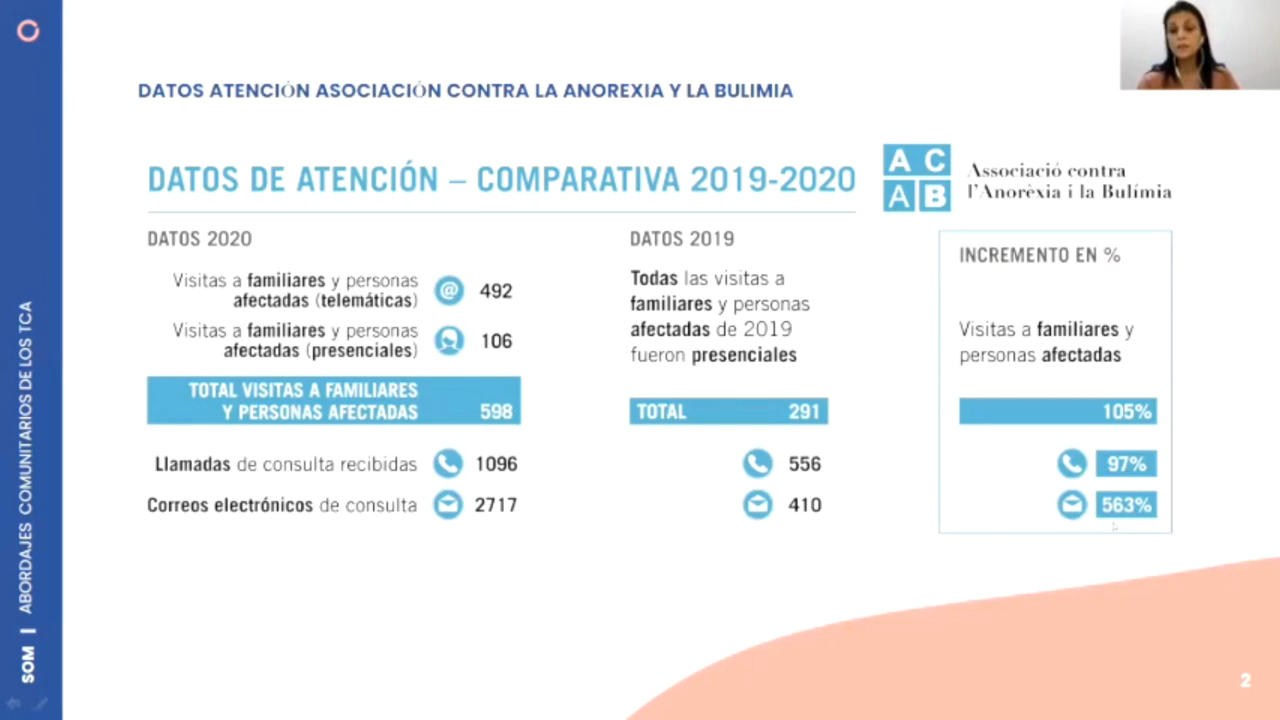 DATOS ATENCIÓN ASOCIACIÓN CONTRA LA ANOREXIA Y LA BULIMIA
DATOS DE ATENCIÓN – COMPARATIVA 2019-2020
A C
A B
Associació contra
l'Anorèxia i la Bulímia
DATOS 2020
Visitas a familiares y personas
afectadas (telemáticas)
@ 492
Visitas a familiares y personas
afectadas (presenciales)
106
TOTAL VISITAS A FAMILIARES
Y PERSONAS AFECTADAS 598
Llamadas de consulta recibidas 1096
Correos electrónicos de consulta 2717
DATOS 2019
Todas las visitas a
familiares y personas
afectadas de 2019
fueron presenciales
TOTAL 291
556
410
INCREMENTO EN %
Visitas a familiares y
personas afectadas
105%
97%
563%
SOM | ABORDAJES COMUNITARIOS DE LOS TCA
2